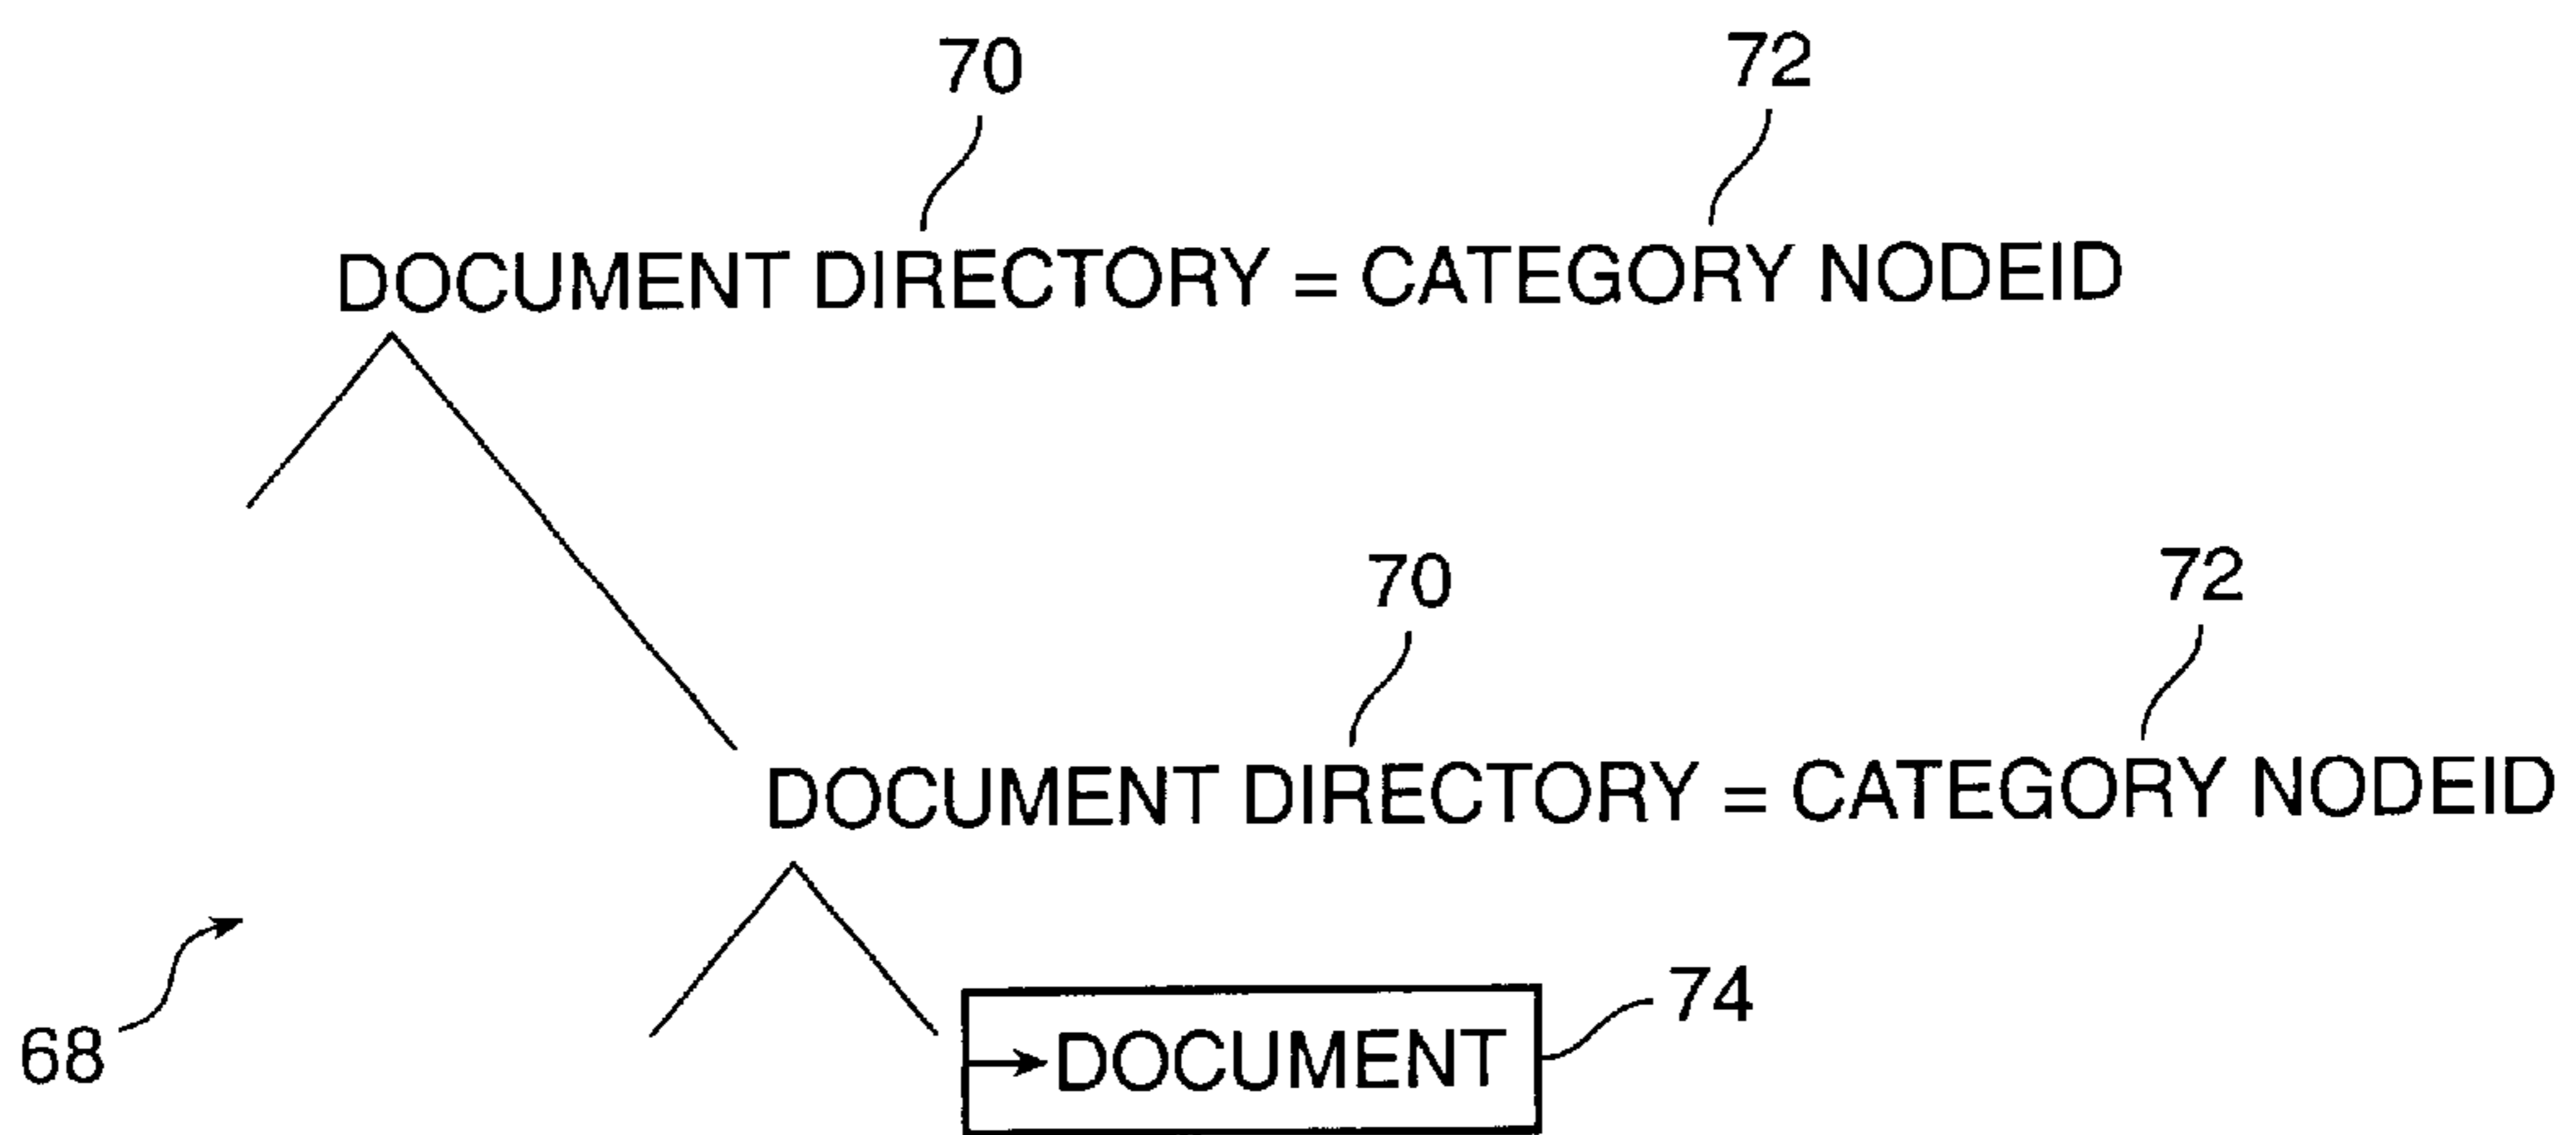 70 72
DOCUMENT DIRECTORY = CATEGORY NODEID
70 72
DOCUMENT DIRECTORY = CATEGORY NODEID
74
DOCUMENT
68